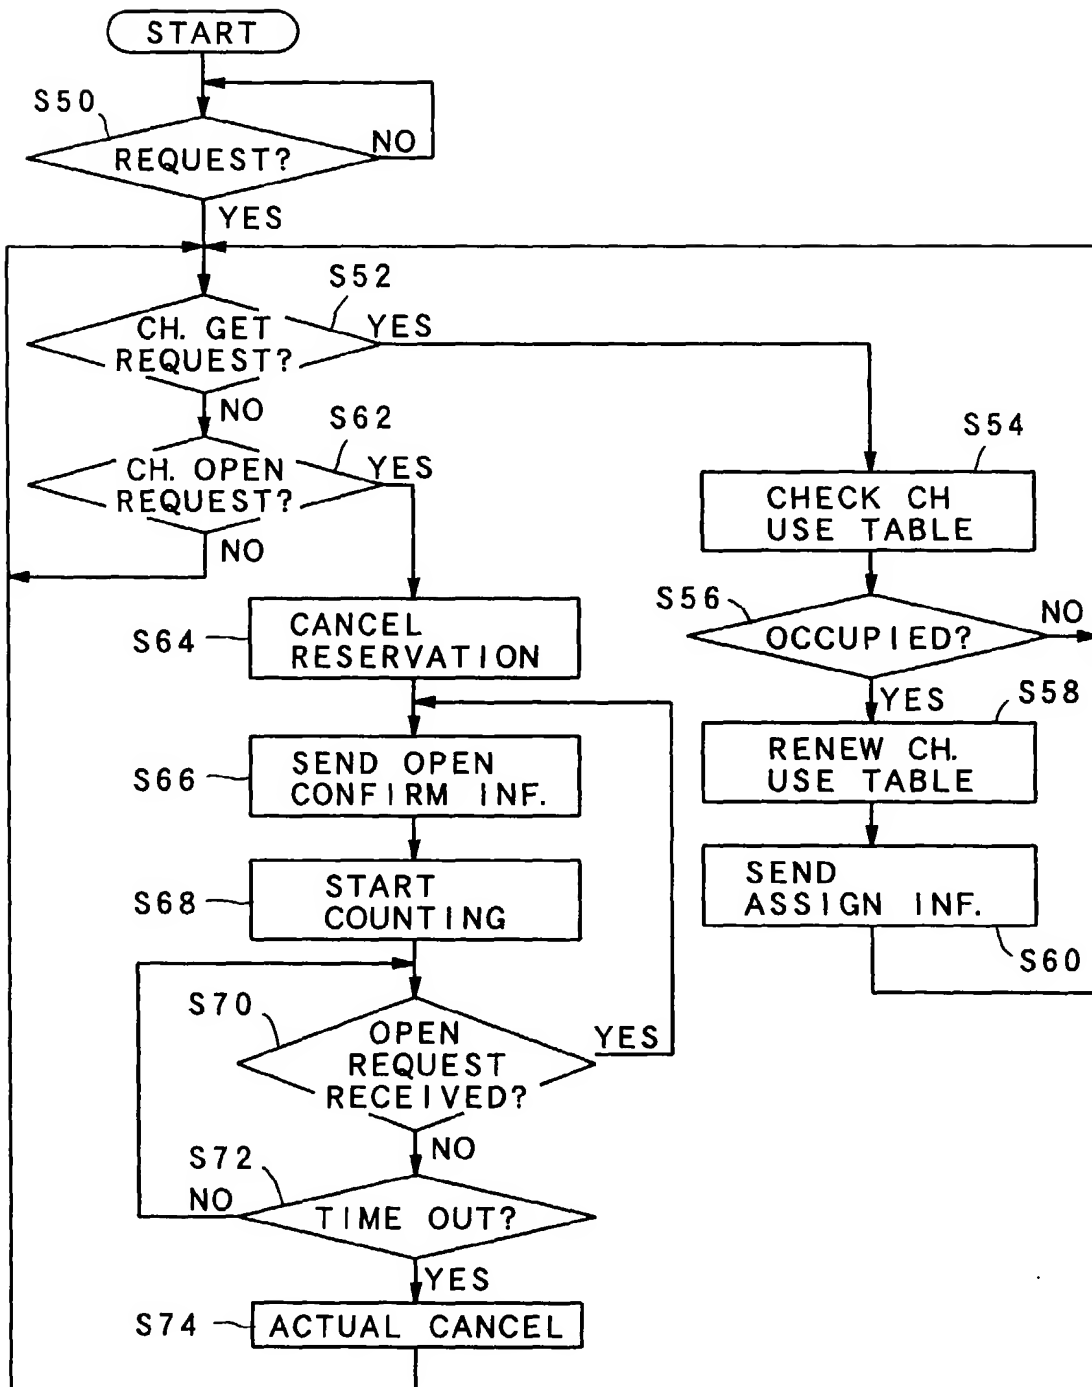 START
S50
REQUEST?
NO
YES
S52
CH. GET
REQUEST?
YES
NO
S62
CH. OPEN
REQUEST?
YES
NO
S54
CHECK CH
USE TABLE
S56
OCCUPIED?
NO
YES
S58
RENEW CH.
USE TABLE
SEND
ASSIGN INF.
S60
S64
CANCEL
RESERVATION
S66
SEND OPEN
CONFIRM INF.
S68
START
COUNTING
S70
OPEN
REQUEST
RECEIVED?
YES
NO
S72
NO
TIME OUT?
YES
S74
ACTUAL CANCEL